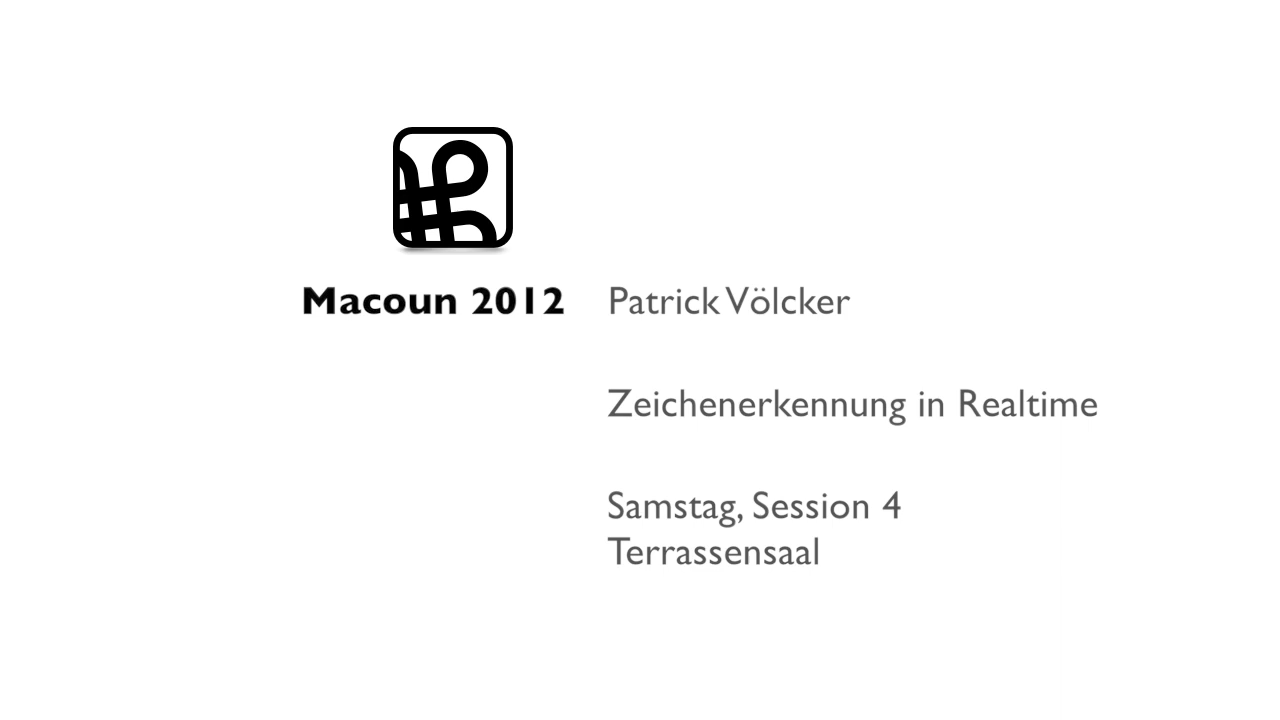 Macoun 2012
Patrick Völcker
Zeichenerkennung in Realtime
Samstag, Session 4
Terrassensaal